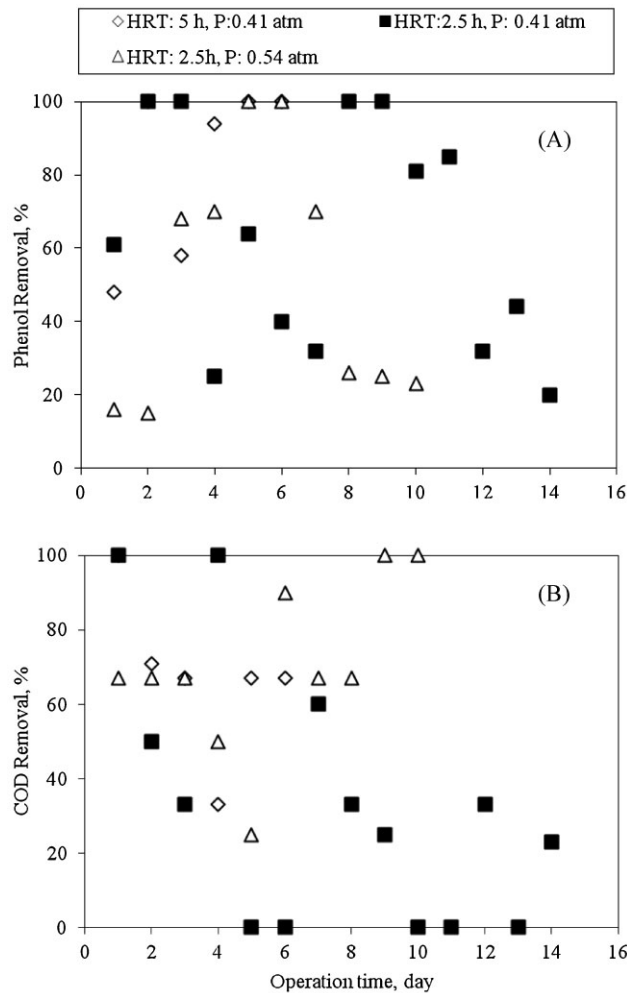 HRT: 5 h, P:0.41 atm HRT:2.5 h, P: 0.41 atm
HRT: 2.5h, P: 0.54 atm
100
(A)
80
60
40
20
0
Phenol Removal, %
0 2 4 6 8 10 12 14 16
100
(B)
80
60
40
20
0
COD Removal, %
0 2 4 6 8 10 12 14 16
Operation time, day